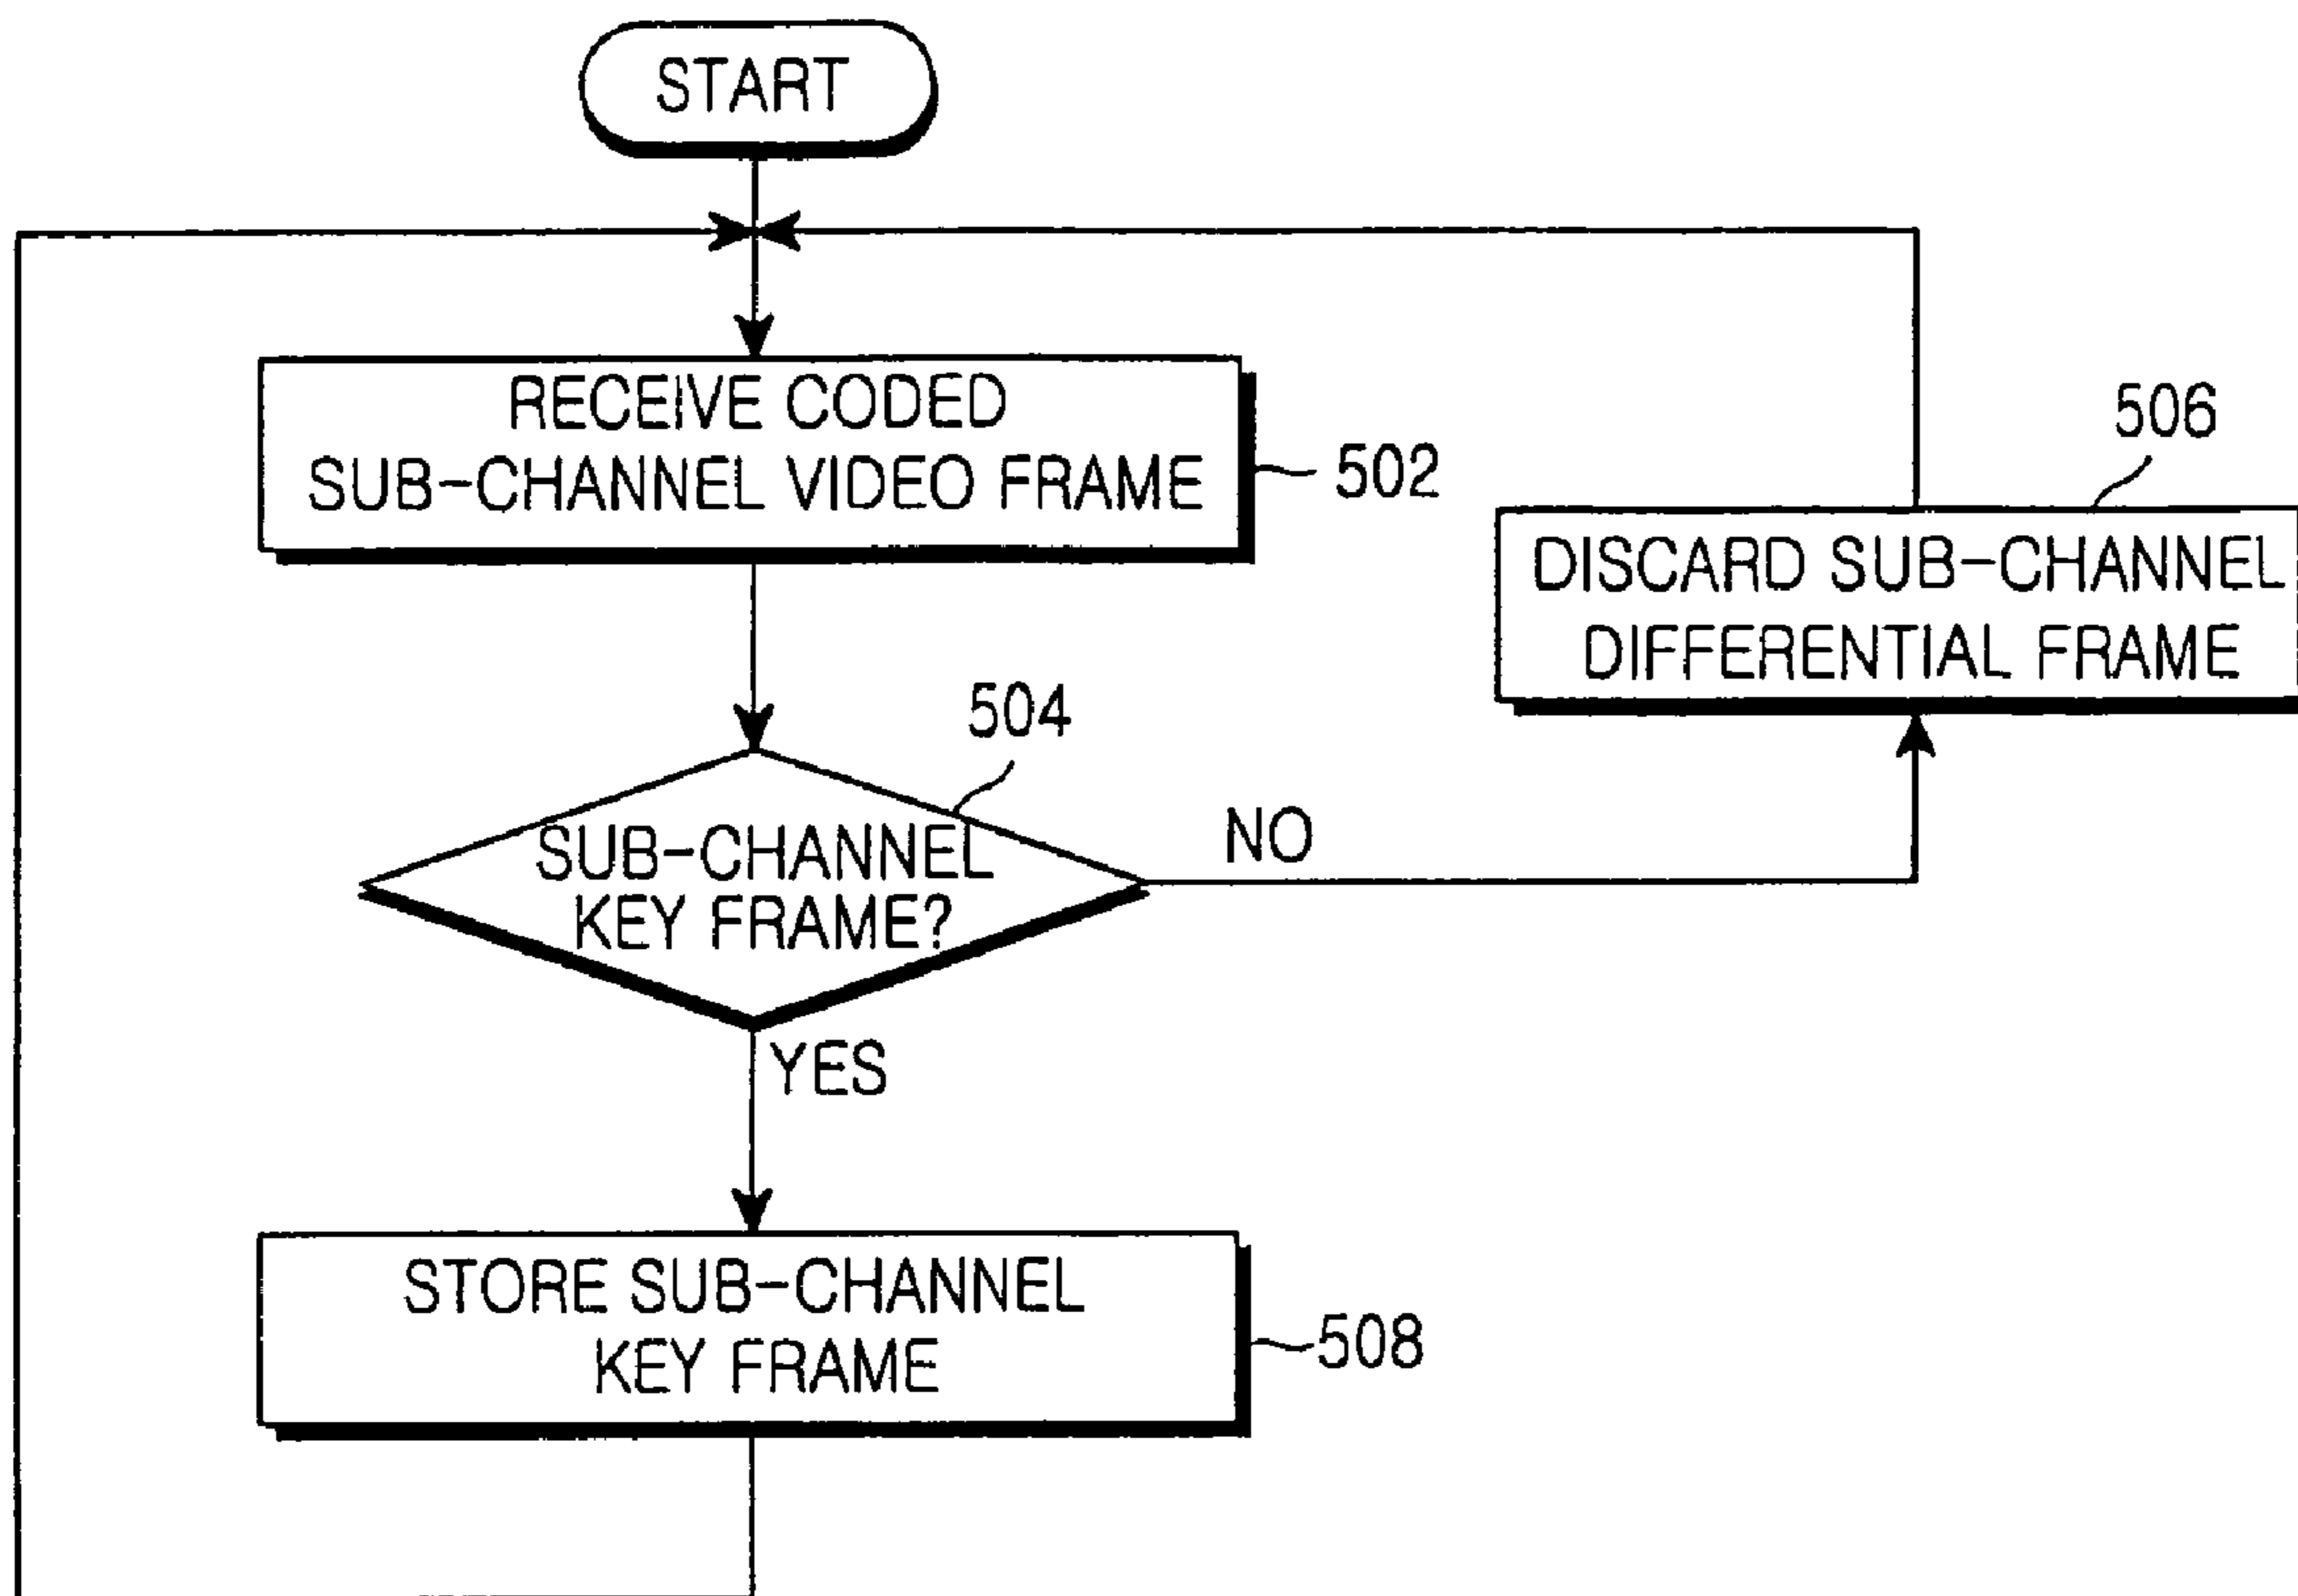 START
RECEIVE CODED
SUB-CHANNEL VIDEO FRAME
502
506
DISCARD SUB-CHANNEL
DIFFERENTIAL FRAME
504
SUB-CHANNEL
KEY FRAME?
NO
YES
STORE SUB-CHANNEL
KEY FRAME
508